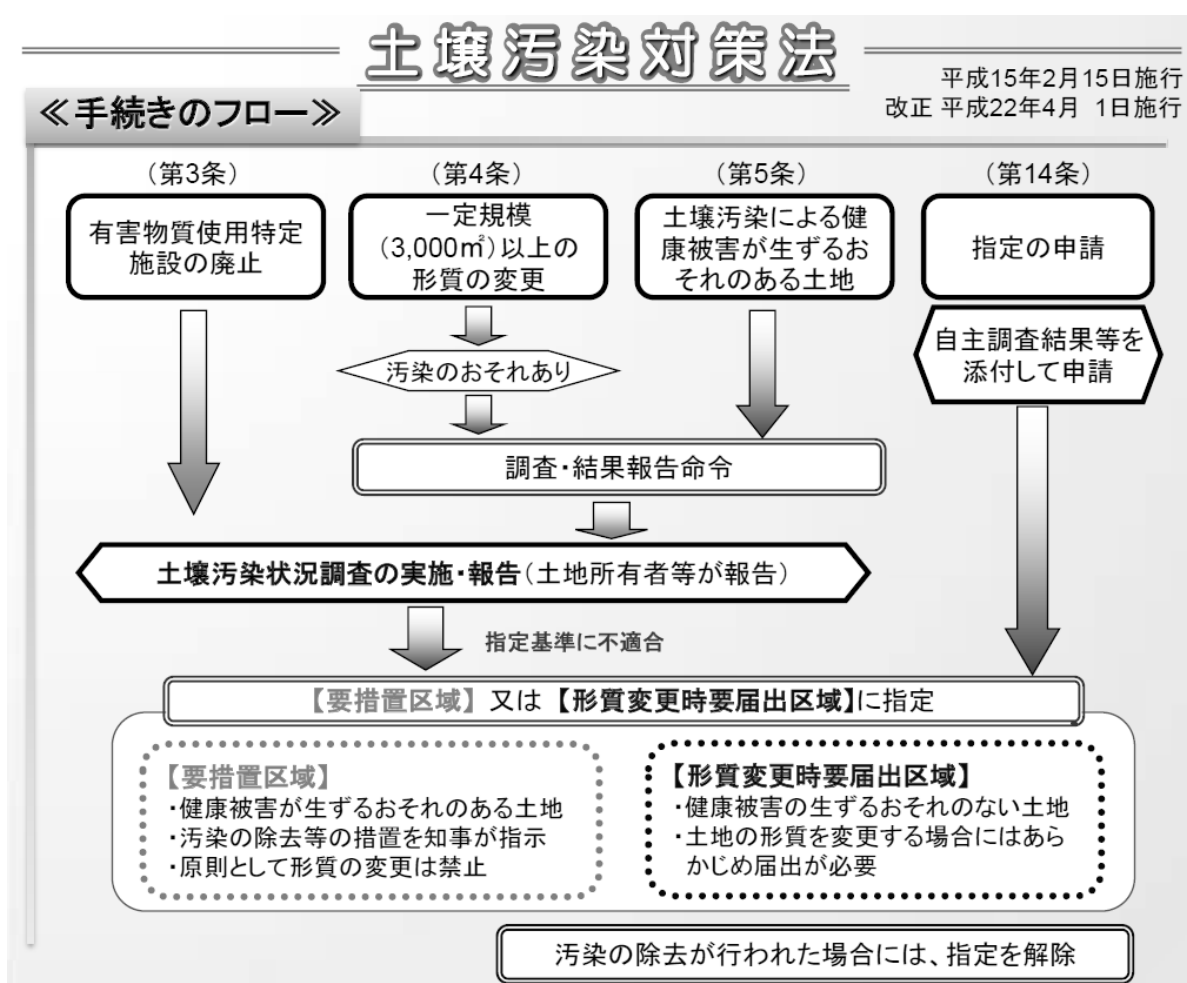 土壌汚染対策法
平成15年2月15日施行
改正 平成22年4月 1日施行
≪手続きのフロー≫
(第3条)
有害物質使用特定
施設の廃止
(第4条)
一定規模
(3,000㎡)以上の
形質の変更
(第5条)
土壌汚染による健
康被害が生ずるお
それのある土地
(第14条)
指定の申請
汚染のおそれあり
自主調査結果等を
添付して申請
調査・結果報告命令
土壌汚染状況調査の実施・報告(土地所有者等が報告)
指定基準に不適合
【要措置区域】 又は 【形質変更時要届出区域】に指定
【要措置区域】
・健康被害が生ずるおそれのある土地
・汚染の除去等の措置を知事が指示
・原則として形質の変更は禁止
【形質変更時要届出区域】
・健康被害の生ずるおそれのない土地
・土地の形質を変更する場合にはあら
かじめ届出が必要
汚染の除去が行われた場合には、指定を解除